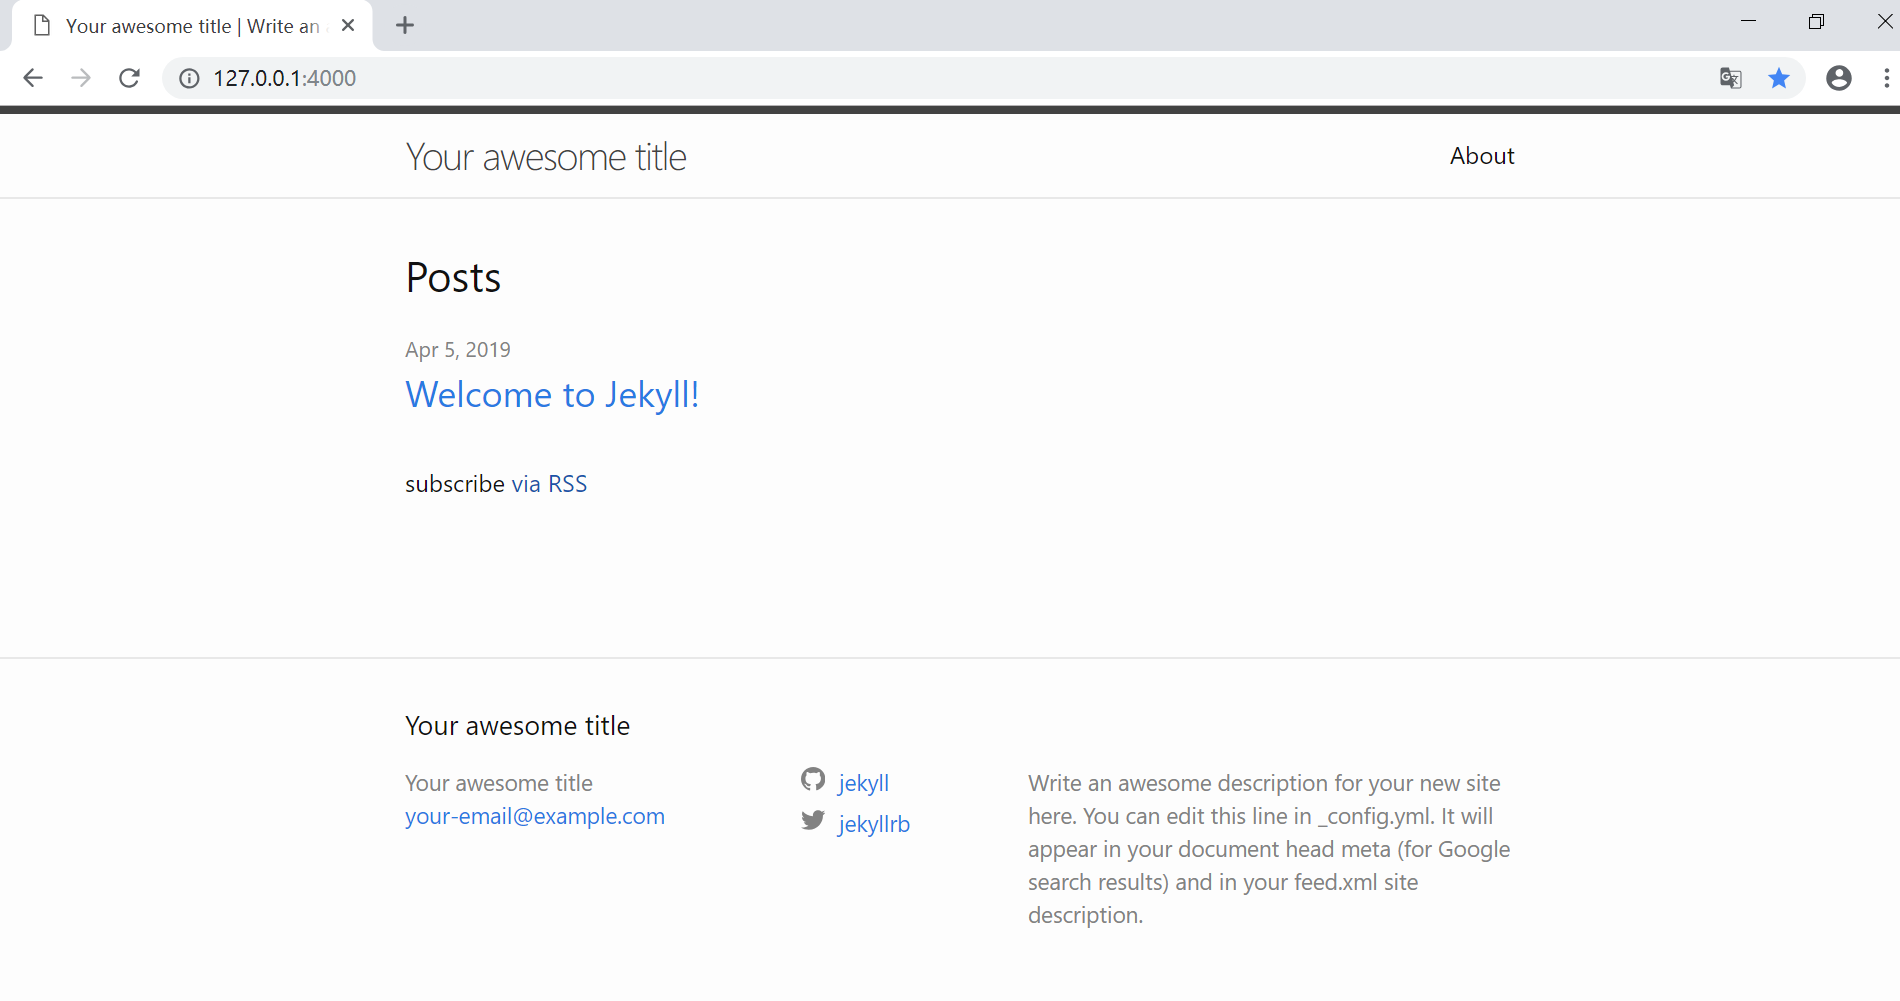 Your awesome title | Write an
127.0.0.1:4000
Your awesome title
About
Posts
Apr 5, 2019
Welcome to Jekyll!
subscribe via RSS
Your awesome title
Your awesome title
your-email@example.com
jekyll
jekyllrb
Write an awesome description for your new site
here. You can edit this line in _config.yml. It will
appear in your document head meta (for Google
search results) and in your feed.xml site
description.